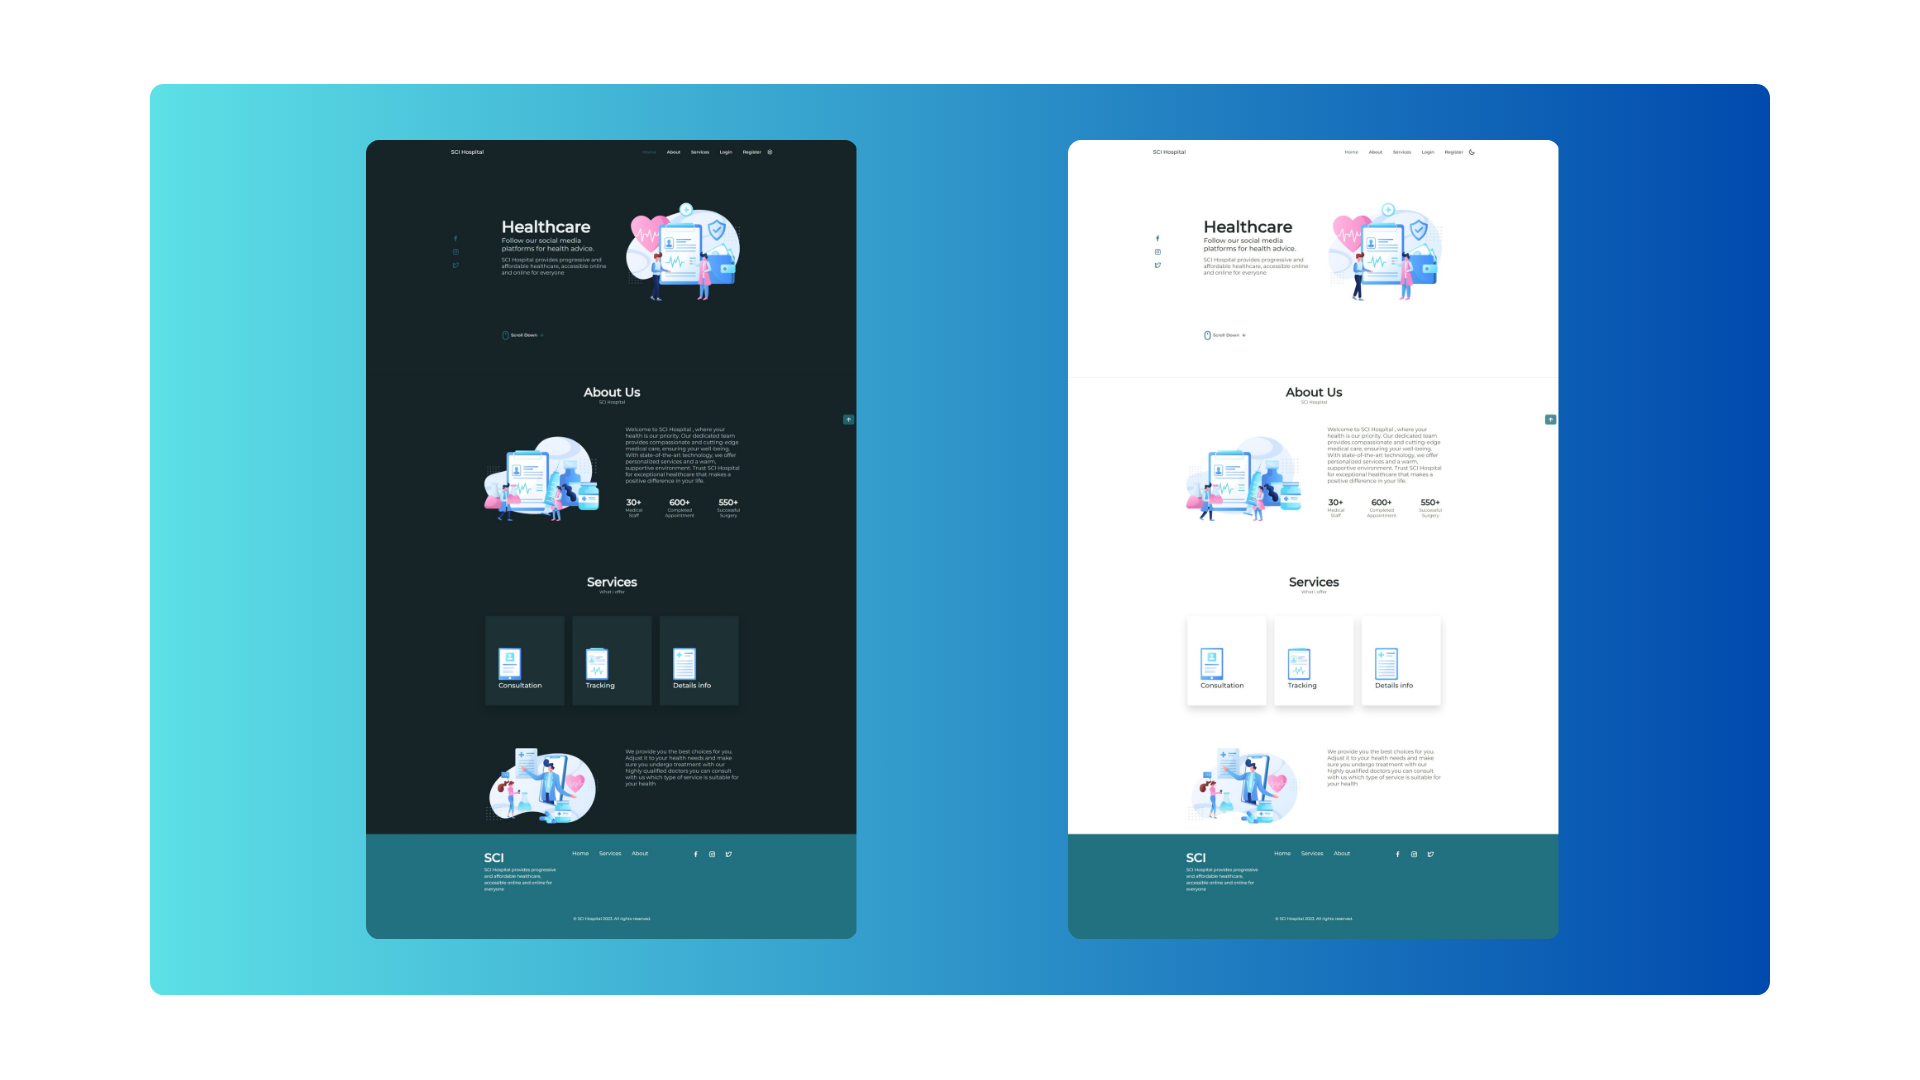 SCI Hospital
Home About Services Login Register
Healthcare
Follow our social media
platforms for health advice.
SCI Hospital provides progressive and
affordable healthcare, accessible online
and online for everyone
Scroll Down
About Us
SCI Hospital
Welcome to SCI Hospital , where your
health is our priority. Our dedicated team
provides compassionate and cutting-edge
medical care, ensuring your well-being.
With state-of-the-art technology, we offer
personalized services and a warm,
supportive environment. Trust SCI Hospital
for exceptional healthcare that makes a
positive difference in your life.
30+ 600+ 550+
Medical Completed Successful
Staff Appointment Surgery
Services
What i offer
Consultation Tracking Details info
We provide you the best choices for you.
Adjust it to your health needs and make
sure you undergo treatment with our
highly qualified doctors you can consult
with us which type of service is suitable for
your health
SCI
Home Services About
SCI Hospital provides progressive
and affordable healthcare,
accessible online and online for
everyone
© SCI Hospital 2023. All rights reserved.
SCI Hospital
Home About Services Login Register
Healthcare
Follow our social media
platforms for health advice.
SCI Hospital provides progressive and
affordable healthcare, accessible online
and online for everyone
Scroll Down
About Us
SCI Hospital
Welcome to SCI Hospital , where your
health is our priority. Our dedicated team
provides compassionate and cutting-edge
medical care, ensuring your well-being.
With state-of-the-art technology, we offer
personalized services and a warm,
supportive environment. Trust SCI Hospital
for exceptional healthcare that makes a
positive difference in your life.
30+ 600+ 550+
Medical Completed Successful
Staff Appointment Surgery
Services
What i offer
Consultation Tracking Details info
We provide you the best choices for you.
Adjust it to your health needs and make
sure you undergo treatment with our
highly qualified doctors you can consult
with us which type of service is suitable for
your health
SCI
Home Services About
SCI Hospital provides progressive
and affordable healthcare,
accessible online and online for
everyone
© SCI Hospital 2023. All rights reserved.